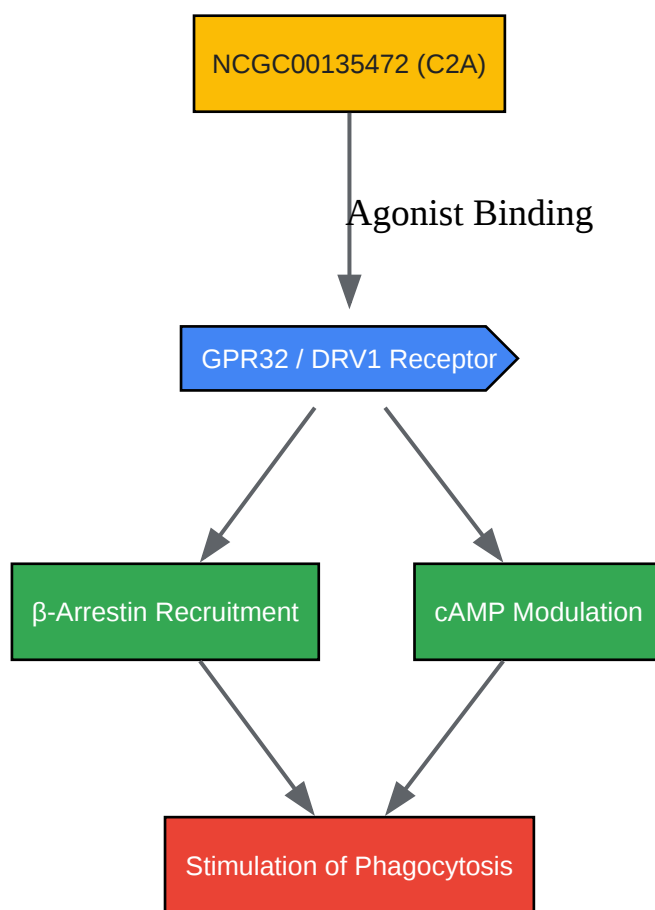 NCGC00135472 (C2A)
Agonist Binding
GPR32 / DRV1 Receptor
β-Arrestin Recruitment
cAMP Modulation
Stimulation of Phagocytosis